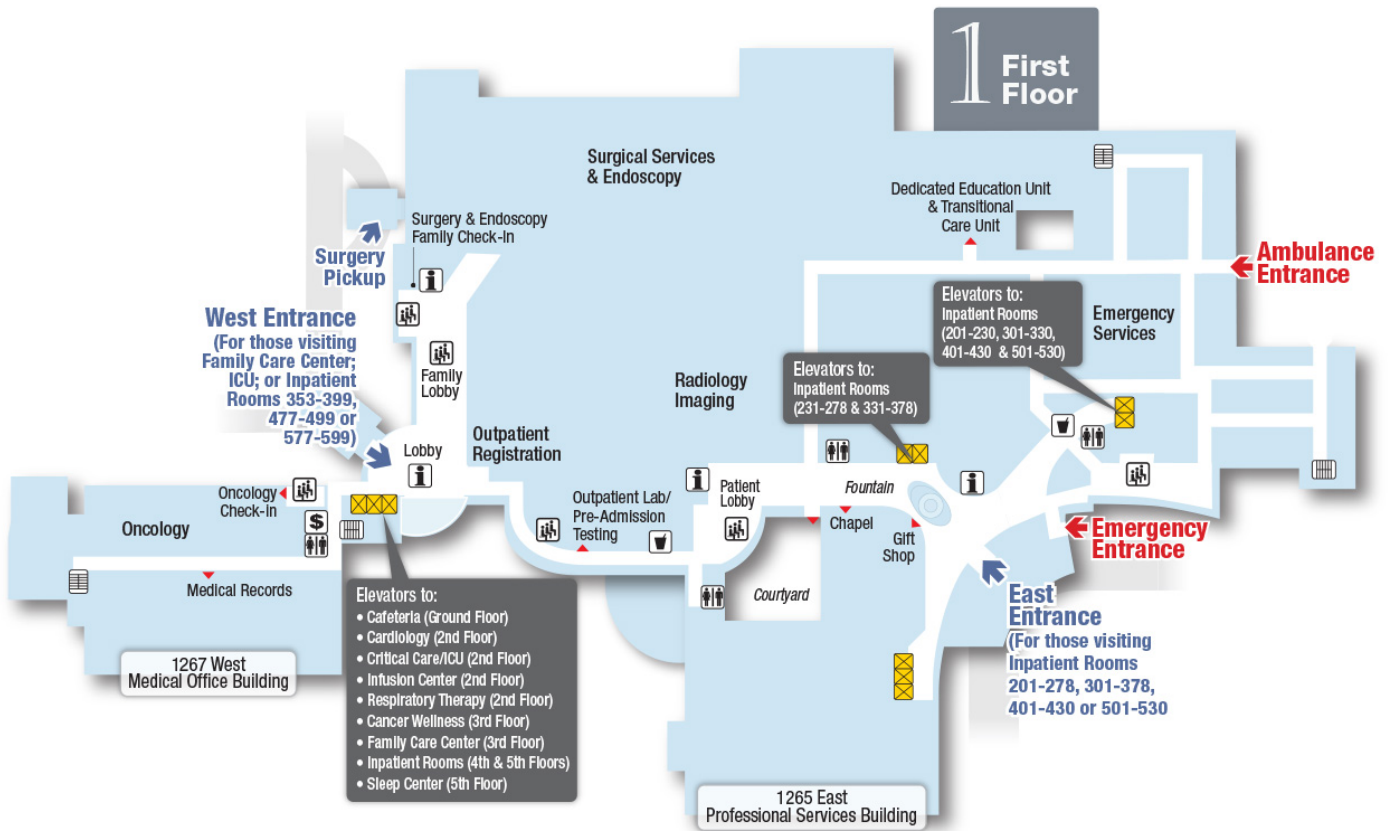 1 First
Floor
Surgical Services
& Endoscopy
Dedicated Education Unit
& Transitional
Care Unit
Surgery & Endoscopy
Family Check-In
Surgery
Pickup
Ambulance
Entrance
West Entrance
(For those visiting
Family Care Center;
ICU; or Inpatient
Rooms 353-399,
477-499 or
577-599)
Elevators to:
Inpatient Rooms
(201-230, 301-330,
401-430 & 501-530)
Emergency
Services
Family
Lobby
Radiology
Imaging
Elevators to:
Inpatient Rooms
(231-278 & 331-378)
Lobby
Outpatient
Registration
Oncology
Check-In
Oncology
$
Outpatient Lab/
Pre-Admission
Testing
Patient
Lobby
Fountain
Chapel
Gift
Shop
Emergency
Entrance
Medical Records
Courtyard
East
Entrance
(For those visiting
Inpatient Rooms
201-278, 301-378,
401-430 or 501-530
Elevators to:
• Cafeteria (Ground Floor)
• Cardiology (2nd Floor)
• Critical Care/ICU (2nd Floor)
• Infusion Center (2nd Floor)
• Respiratory Therapy (2nd Floor)
• Cancer Wellness (3rd Floor)
• Family Care Center (3rd Floor)
• Inpatient Rooms (4th & 5th Floors)
• Sleep Center (5th Floor)
1267 West
Medical Office Building
1265 East
Professional Services Building